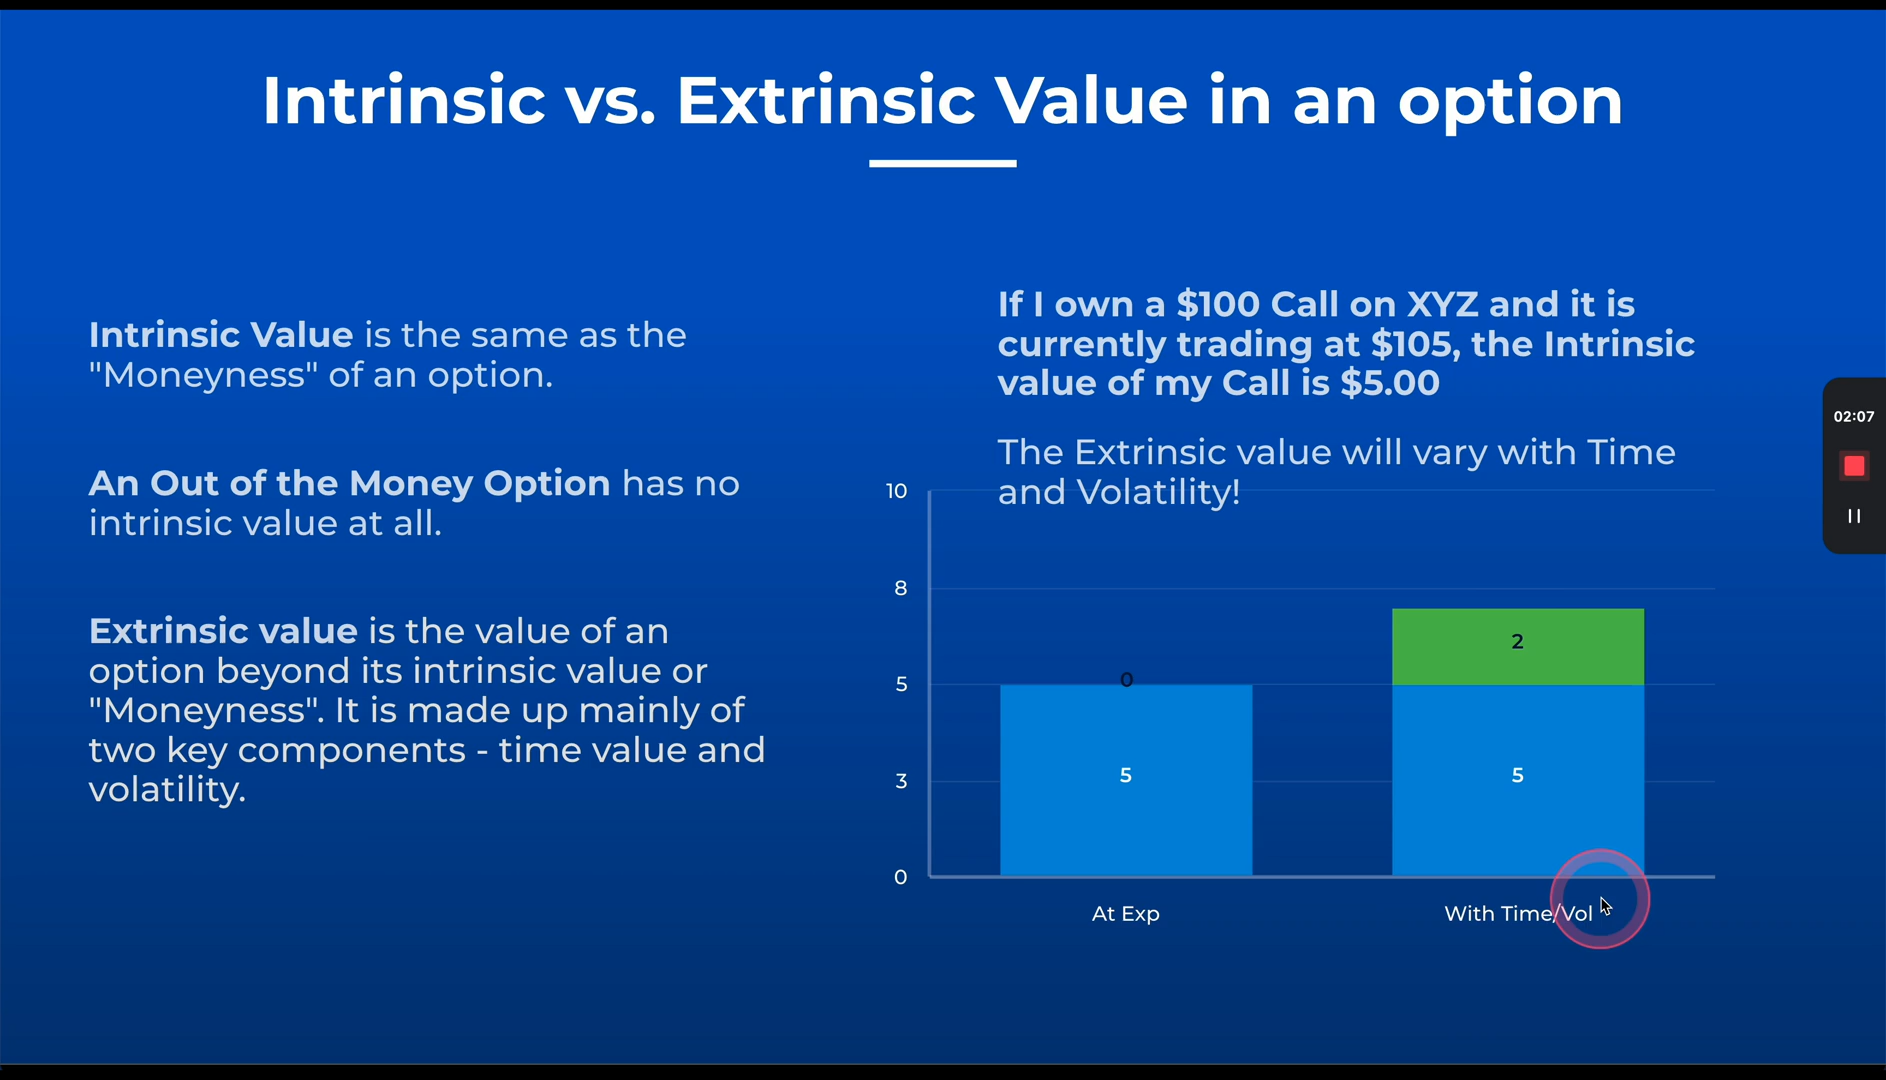 Intrinsic vs. Extrinsic Value in an option
Intrinsic Value is the same as the
"Moneyness" of an option.
An Out of the Money Option has no
intrinsic value at all.
Extrinsic value is the value of an
option beyond its intrinsic value or
"Moneyness". It is made up mainly of
two key components - time value and
volatility.
If I own a $100 Call on XYZ and it is
currently trading at $105, the Intrinsic
value of my Call is $5.00
The Extrinsic value will vary with Time
and Volatility!
10
8
5
3
0
0
5
2
5
At Exp
With Time/Vol
02:07